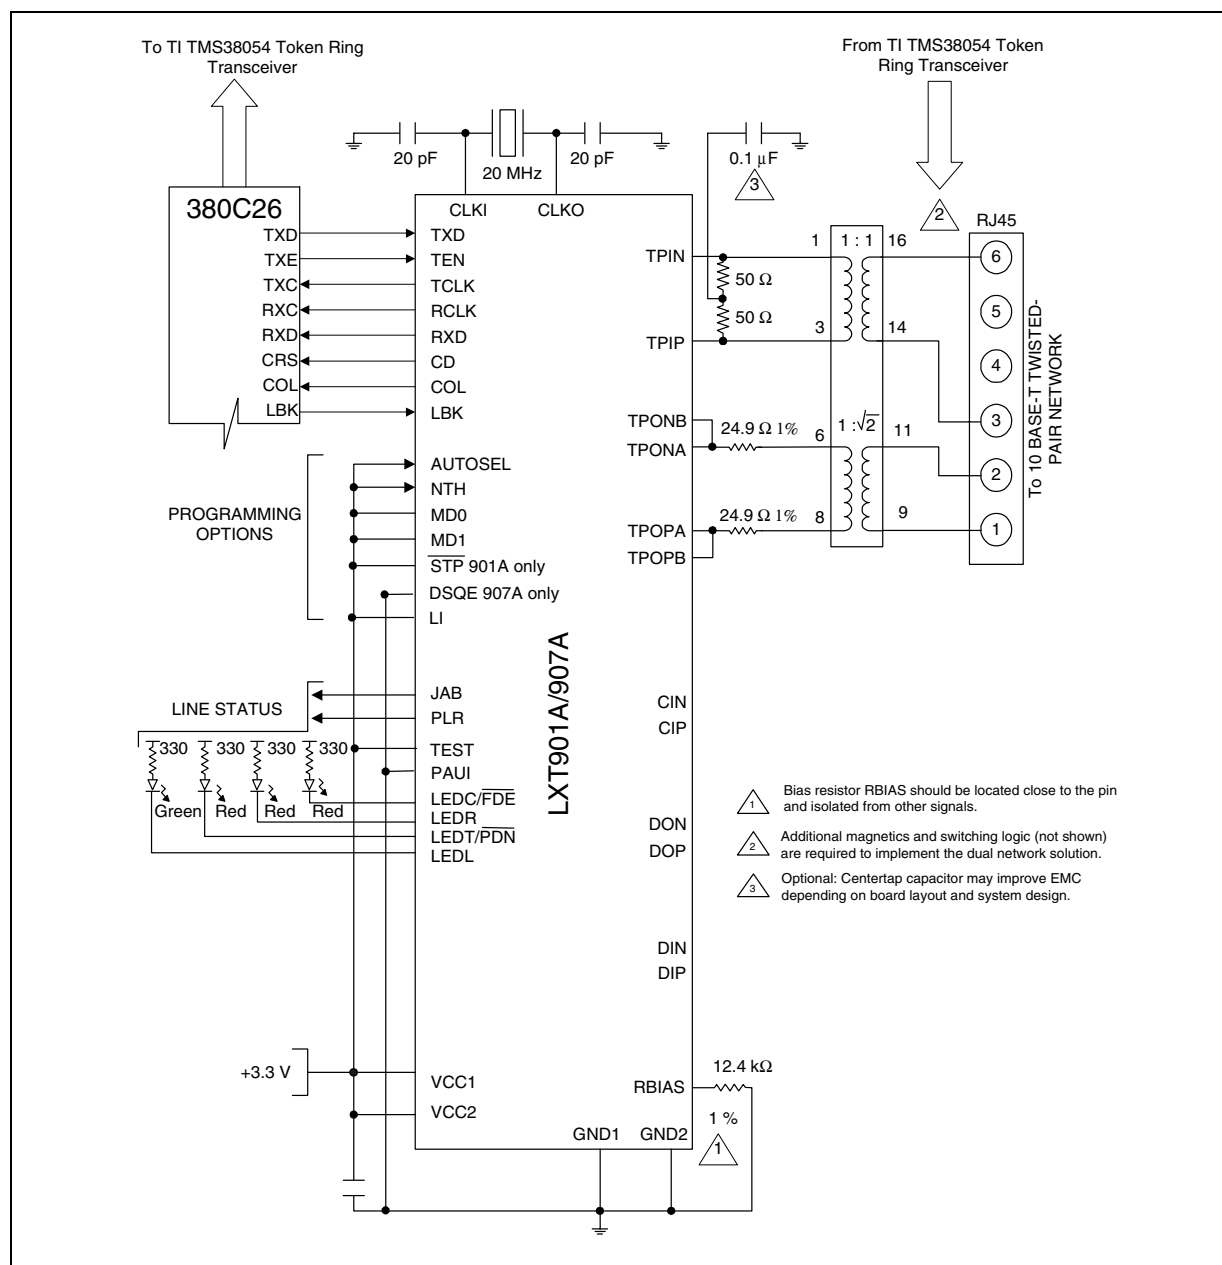 To TI TMS38054 Token Ring
Transceiver
From TI TMS38054 Token
Ring Transceiver
20 pF
20 MHz
20 pF
0.1 µF
3
2
380C26
CLKI
CLKO
RJ45
TXD
TXE
TXC
RXC
RXD
CRS
COL
LBK
TXD
TEN
TCLK
RCLK
RXD
CD
COL
LBK
PROGRAMMING
OPTIONS
AUTOSEL
NTH
MD0
MD1
STP 901A only
DSQE 907A only
LI
LINE STATUS
JAB
PLR
330
330
330
330
Green
Red
Red
Red
TEST
PAUI
LEDC/FDE
LEDR
LEDT/PDN
LEDL
+3.3 V
VCC1
VCC2
LXT901A/907A
TPIN
TPIP
50 Ω
50 Ω
1
1 : 1
16
3
14
TPONB
TPONA
24.9 Ω 1%
6
1 :√2
11
TPOPA
TPOPB
24.9 Ω 1%
8
9
6
5
4
3
2
1
To 10 BASE-T TWISTED-
PAIR NETWORK
CIN
CIP
DON
DOP
DIN
DIP
RBIAS
12.4 kΩ
1 %
1
GND1
GND2
1
Bias resistor RBIAS should be located close to the pin
and isolated from other signals.
2
Additional magnetics and switching logic (not shown)
are required to implement the dual network solution.
3
Optional: Centertap capacitor may improve EMC
depending on board layout and system design.